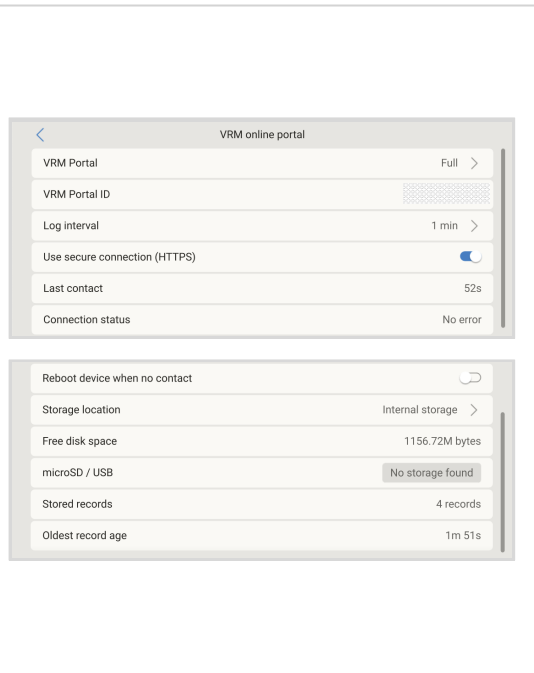 VRM online portal
VRM Portal Full
VRM Portal ID
Log interval 1 min
Use secure connection (HTTPS)
Last contact 52s
Connection status No error
Reboot device when no contact
Storage location Internal storage
Free disk space 1156.72M bytes
microSD / USB No storage found
Stored records 4 records
Oldest record age 1m 51s